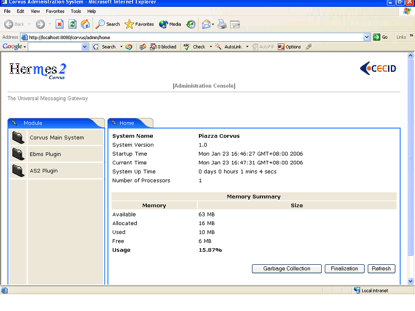 Corvus Administration System - Microsoft Internet Explorer
File Edit View Favorites Tools Help
Back Search Favorites Media
Address http://localhost:8080/corvus/admin/home Go Links
Google Search 0 blocked Check AutoLink AutoFill Options
Hermes 2
Corvus
CECID
[Administration Console]
The Universal Messaging Gateway
Module
Home
Corvus Main System
Ebms Plugin
AS2 Plugin
System Name Piazza Corvus
System Version 1.0
Startup Time Mon Jan 23 16:46:27 GMT+08:00 2006
Current Time Mon Jan 23 16:47:31 GMT+08:00 2006
System Up Time 0 days 0 hours 1 mins 4 secs
Number of Processors 1
Memory Summary
Memory Size
Available 63 MB
Allocated 16 MB
Used 10 MB
Free 6 MB
Usage 15.87%
Garbage Collection Finalization Refresh
Local intranet